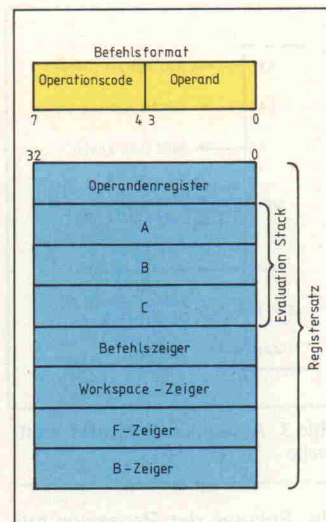 Befehlsformat
Operationscode Operand
7 4 3 0
32 0
Operandenregister
A
B
C
Evaluation Stack
Befehlszeiger
Workspace-Zeiger
F-Zeiger
B-Zeiger
Registersatz